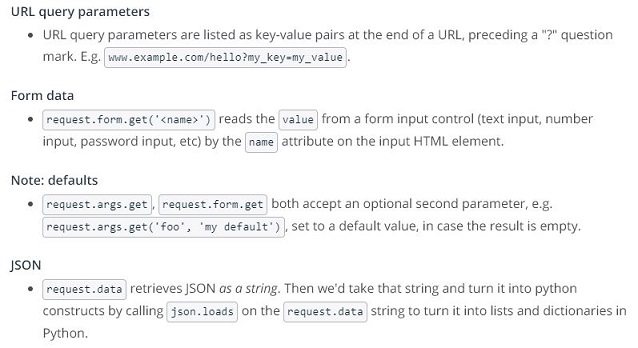 URL query parameters
• URL query parameters are listed as key-value pairs at the end of a URL, preceding a "?" question
mark. E.g. www.example.com/hello?my_key=my_value.
Form data
• request.form.get('<name>') reads the value from a form input control (text input, number
input, password input, etc) by the name attribute on the input HTML element.
Note: defaults
• request.args.get, request.form.get both accept an optional second parameter, e.g.
request.args.get('foo', 'my default'), set to a default value, in case the result is empty.
JSON
• request.data retrieves JSON as a string. Then we'd take that string and turn it into python
constructs by calling json.loads on the request.data string to turn it into lists and dictionaries in
Python.